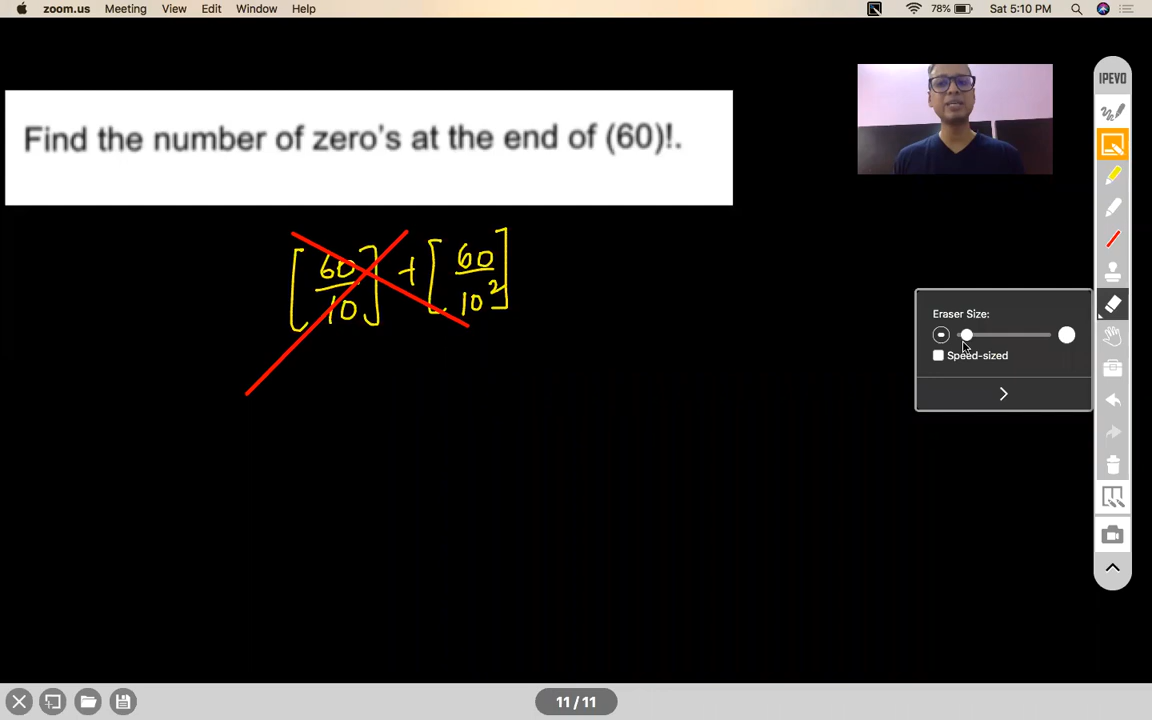 zoom.us Meeting View Edit Window Help 78% Sat 5:10 PM
IPEVO
Find the number of zero's at the end of (60)!.
[60/10] + [60/10²]
Eraser Size:
Speed-sized
11 / 11